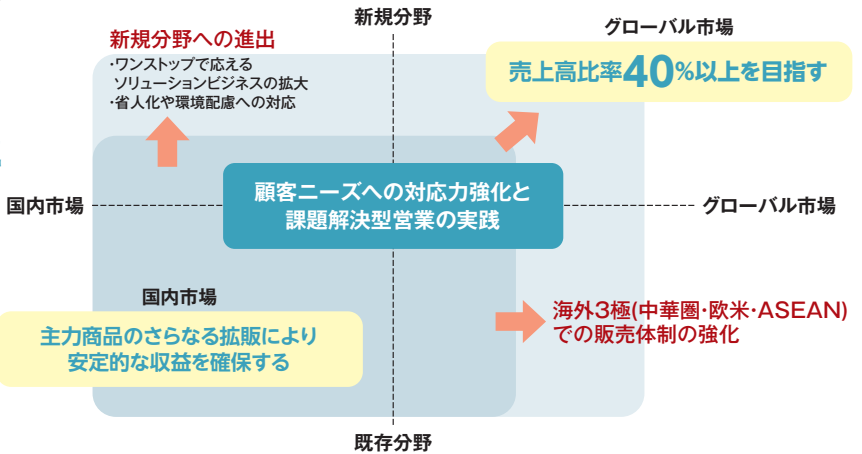 新規分野
新規分野への進出
・ワンストップで応える
ソリューションビジネスの拡大
・省人化や環境配慮への対応
グローバル市場
売上高比率40%以上を目指す
国内市場
顧客ニーズへの対応力強化と
課題解決型営業の実践
グローバル市場
国内市場
主力商品のさらなる拡販により
安定的な収益を確保する
海外3極(中華圏・欧米・ASEAN)
での販売体制の強化
既存分野